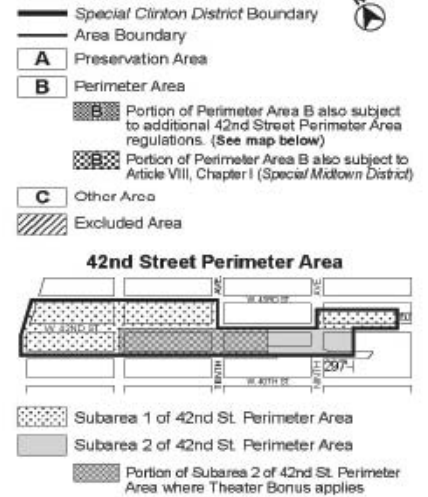 Special Clinton District Boundary
Area Boundary
A Preservation Area
B Perimeter Area
B Portion of Perimeter Area B also subject
to additional 42nd Street Perimeter Area
regulations. (See map below)
B Portion of Perimeter Area B also subject to
Article VIII, Chapter I (Special Midtown District)
C Other Area
Excluded Area
42nd Street Perimeter Area
AVE.
AVE
W. 43RD ST.
W. 42ND ST.
297'
TENTH
NINTH
W. 40TH ST.
Subarea 1 of 42nd St. Perimeter Area
Subarea 2 of 42nd St. Perimeter Area
Portion of Subarea 2 of 42nd St. Perimeter
Area where Theater Bonus applies